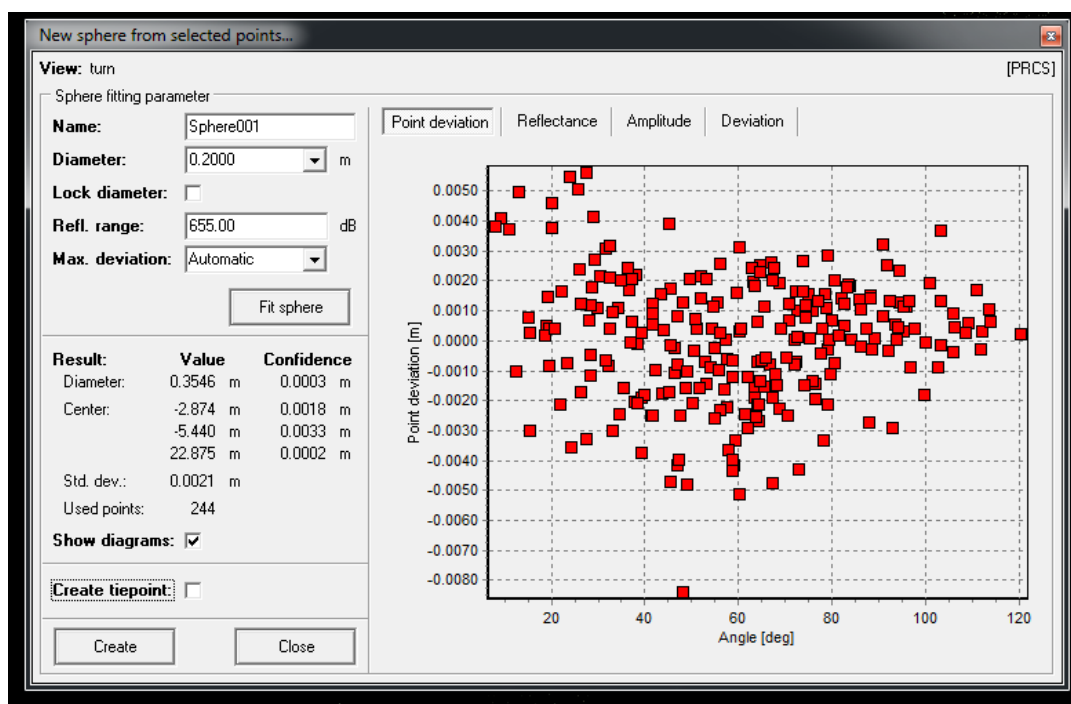 New sphere from selected points...
View: turn [PRCS]
Sphere fitting parameter
Name: Sphere001
Diameter: 0.2000 m
Lock diameter:
Refl. range: 655.00 dB
Max. deviation: Automatic
Fit sphere
Result: Value Confidence
Diameter: 0.3546 m 0.0003 m
Center: -2.874 m 0.0018 m
-5.440 m 0.0033 m
22.875 m 0.0002 m
Std. dev.: 0.0021 m
Used points: 244
Show diagrams:
Create tiepoint:
Create Close
Point deviation Reflectance Amplitude Deviation
Point deviation [m]
0.0050
0.0040
0.0030
0.0020
0.0010
0.0000
-0.0010
-0.0020
-0.0030
-0.0040
-0.0050
-0.0060
-0.0070
-0.0080
20 40 60 80 100 120
Angle [deg]